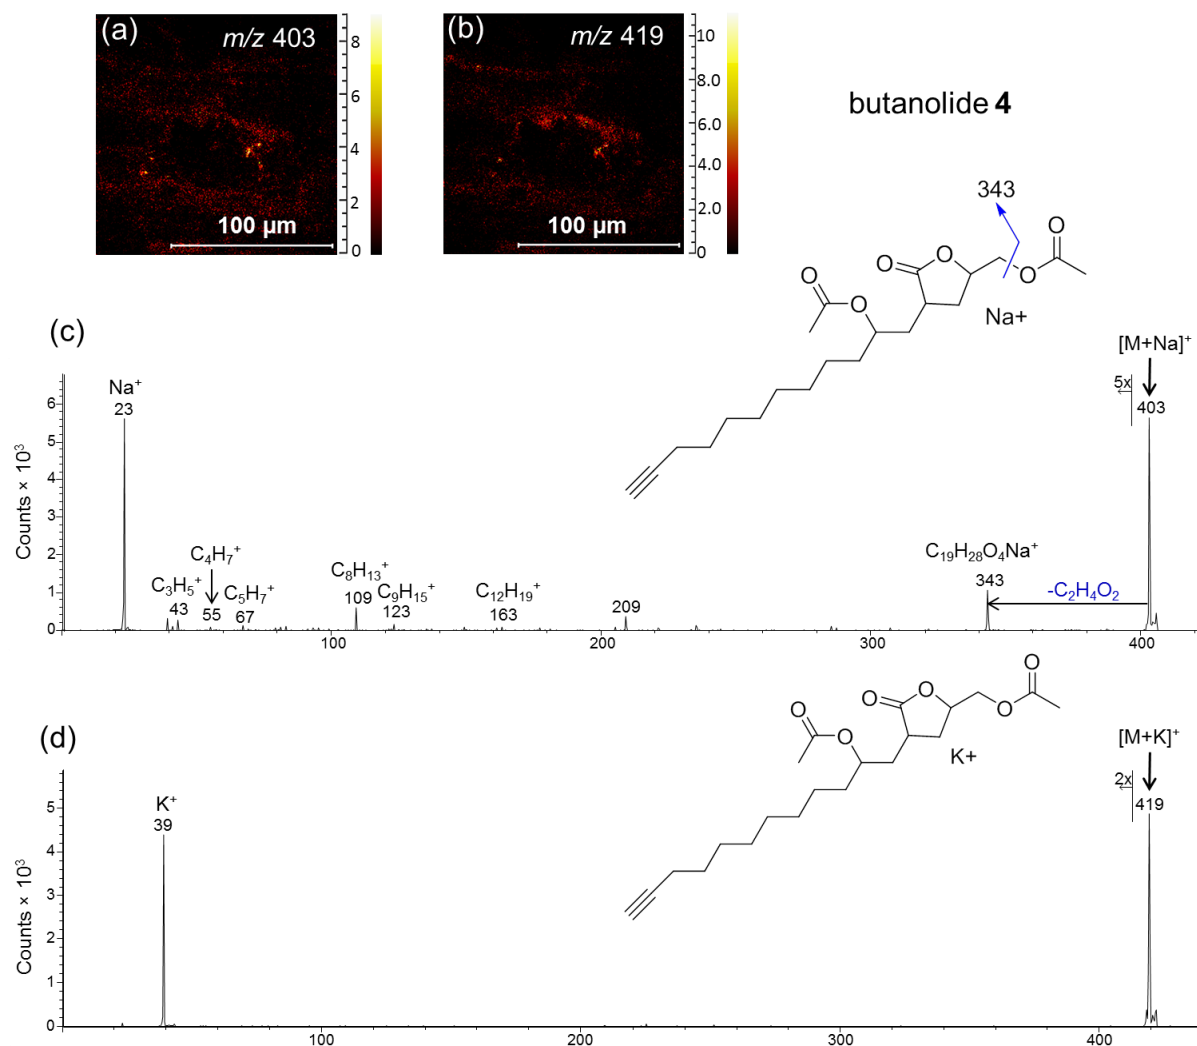 (a)
m/z 403
8
6
4
2
0
100 µm
(b)
m/z 419
10
8.0
6.0
4.0
2.0
0
100 µm
butanolide 4
343
O
O
O
O
O
O
Na+
(c)
[M+Na]⁺
5x
403
Na⁺
23
C₄H₇⁺
C₃H₅⁺
43
55
C₅H₇⁺
67
C₈H₁₃⁺
109
C₉H₁₅⁺
123
C₁₂H₁₉⁺
163
209
C₁₉H₂₈O₄Na⁺
343
-C₂H₄O₂
Counts × 10³
6
5
4
3
2
1
0
100
200
300
400
(d)
O
O
O
O
O
O
K+
[M+K]⁺
2x
419
K⁺
39
Counts × 10³
5
4
3
2
1
0
100
200
300
400